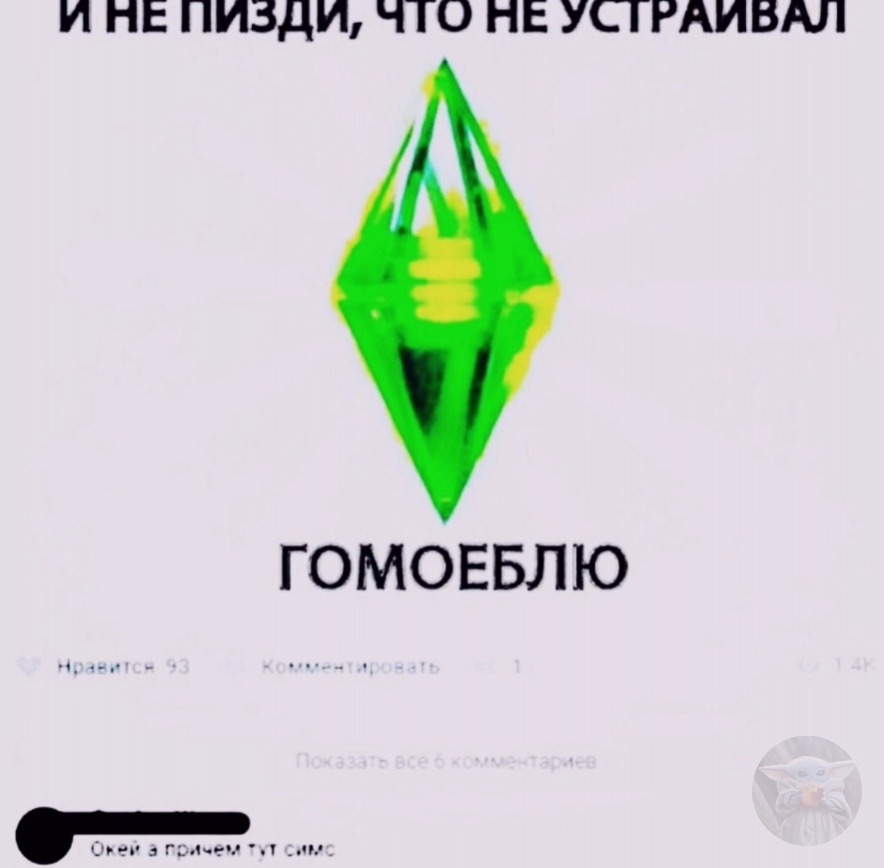 И НЕ ПИЗДИ, ЧТО НЕ УСТРАИВАЛ
ГОМОЕБЛЮ
Нравится 93 Комментировать 1 1.4K
Показать все 6 комментариев
Окей а причем тут симс